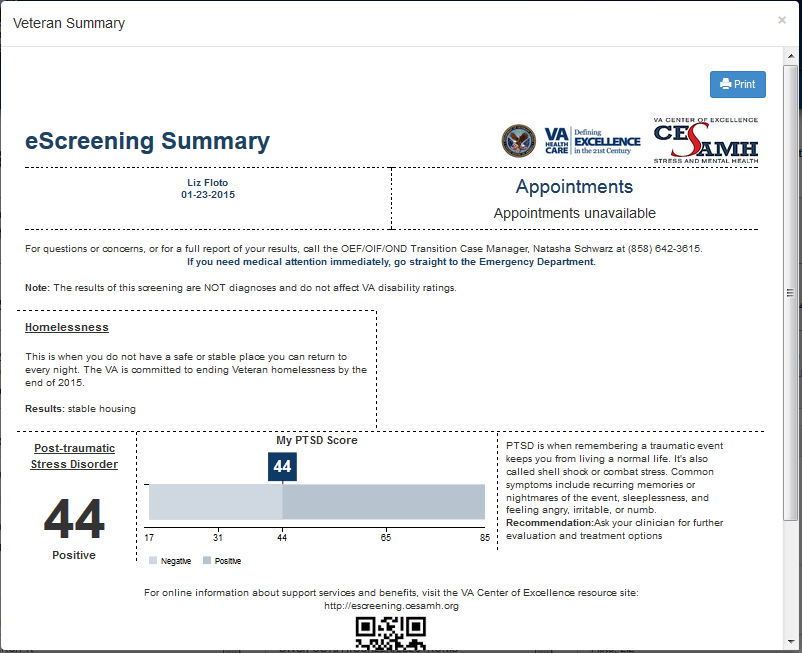 Veteran Summary
×
Print
eScreening Summary
VA
HEALTH
CARE
Defining
EXCELLENCE
in the 21st Century
VA CENTER OF EXCELLENCE
CESAMH
STRESS AND MENTAL HEALTH
Liz Floto
01-23-2015
Appointments
Appointments unavailable
For questions or concerns, or for a full report of your results, call the OEF/OIF/OND Transition Case Manager, Natasha Schwarz at (858) 642-3615.
If you need medical attention immediately, go straight to the Emergency Department.
Note: The results of this screening are NOT diagnoses and do not affect VA disability ratings.
Homelessness
This is when you do not have a safe or stable place you can return to
every night. The VA is committed to ending Veteran homelessness by the
end of 2015.
Results: stable housing
Post-traumatic
Stress Disorder
44
Positive
My PTSD Score
44
17 31 44 65 85
Negative Positive
PTSD is when remembering a traumatic event
keeps you from living a normal life. It's also
called shell shock or combat stress. Common
symptoms include recurring memories or
nightmares of the event, sleeplessness, and
feeling angry, irritable, or numb.
Recommendation:Ask your clinician for further
evaluation and treatment options
For online information about support services and benefits, visit the VA Center of Excellence resource site:
http://escreening.cesamh.org